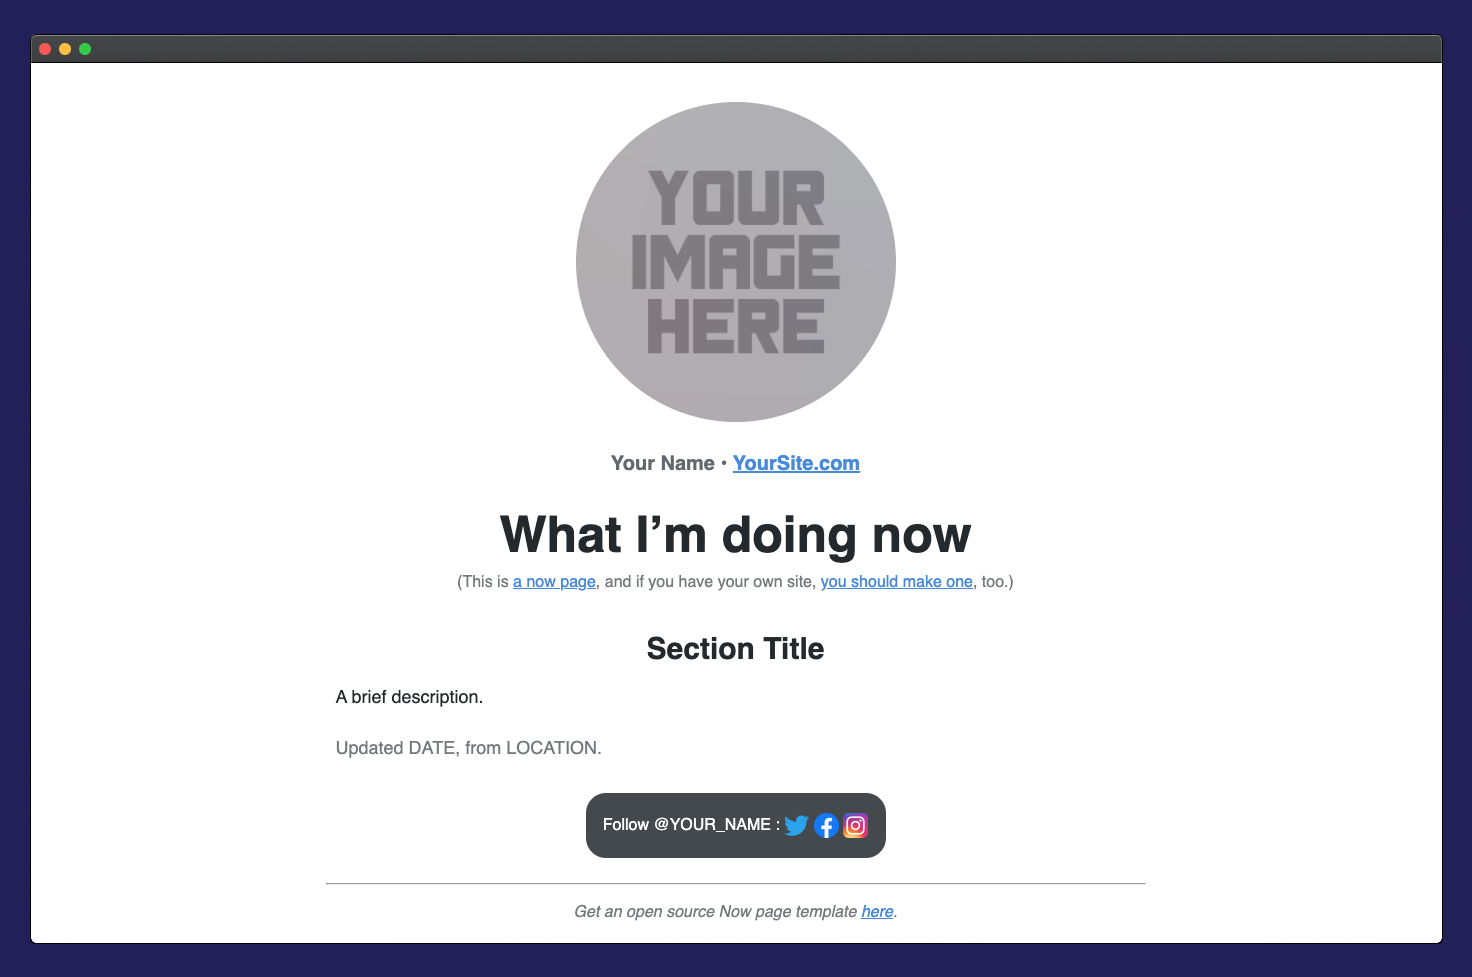 YOUR
IMAGE
HERE
Your Name • YourSite.com
What I’m doing now
(This is a now page, and if you have your own site, you should make one, too.)
Section Title
A brief description.
Updated DATE, from LOCATION.
Follow @YOUR_NAME :
Get an open source Now page template here.